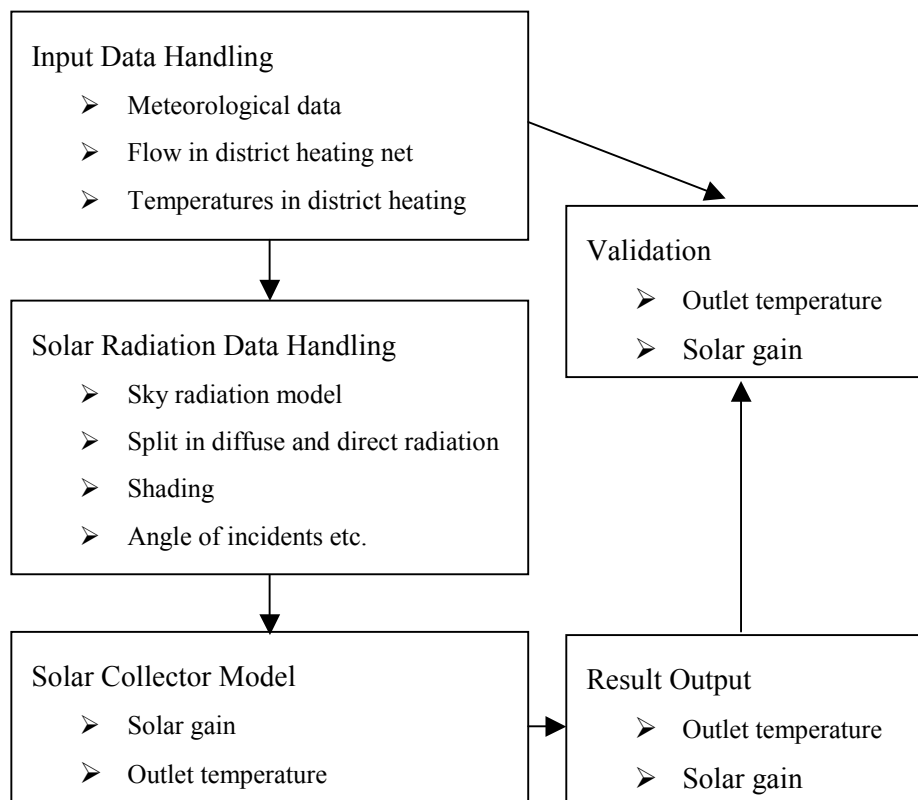 Input Data Handling
➢ Meteorological data
➢ Flow in district heating net
➢ Temperatures in district heating
Validation
➢ Outlet temperature
➢ Solar gain
Solar Radiation Data Handling
➢ Sky radiation model
➢ Split in diffuse and direct radiation
➢ Shading
➢ Angle of incidents etc.
Solar Collector Model
➢ Solar gain
➢ Outlet temperature
Result Output
➢ Outlet temperature
➢ Solar gain